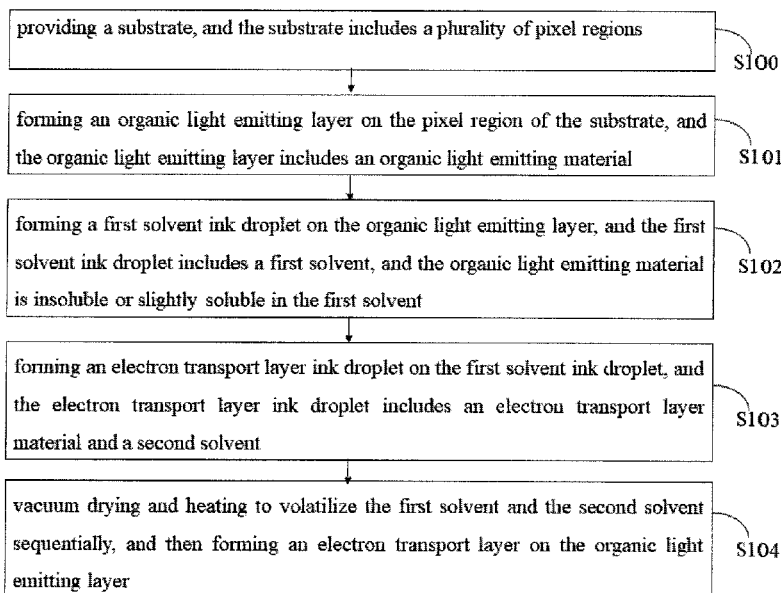 providing a substrate, and the substrate includes a plurality of pixel regions
S100
forming an organic light emitting layer on the pixel region of the substrate, and
the organic light emitting layer includes an organic light emitting material
S101
forming a first solvent ink droplet on the organic light emitting layer, and the first
solvent ink droplet includes a first solvent, and the organic light emitting material
is insoluble or slightly soluble in the first solvent
S102
forming an electron transport layer ink droplet on the first solvent ink droplet, and
the electron transport layer ink droplet includes an electron transport layer
material and a second solvent
S103
vacuum drying and heating to volatilize the first solvent and the second solvent
sequentially, and then forming an electron transport layer on the organic light
emitting layer
S104